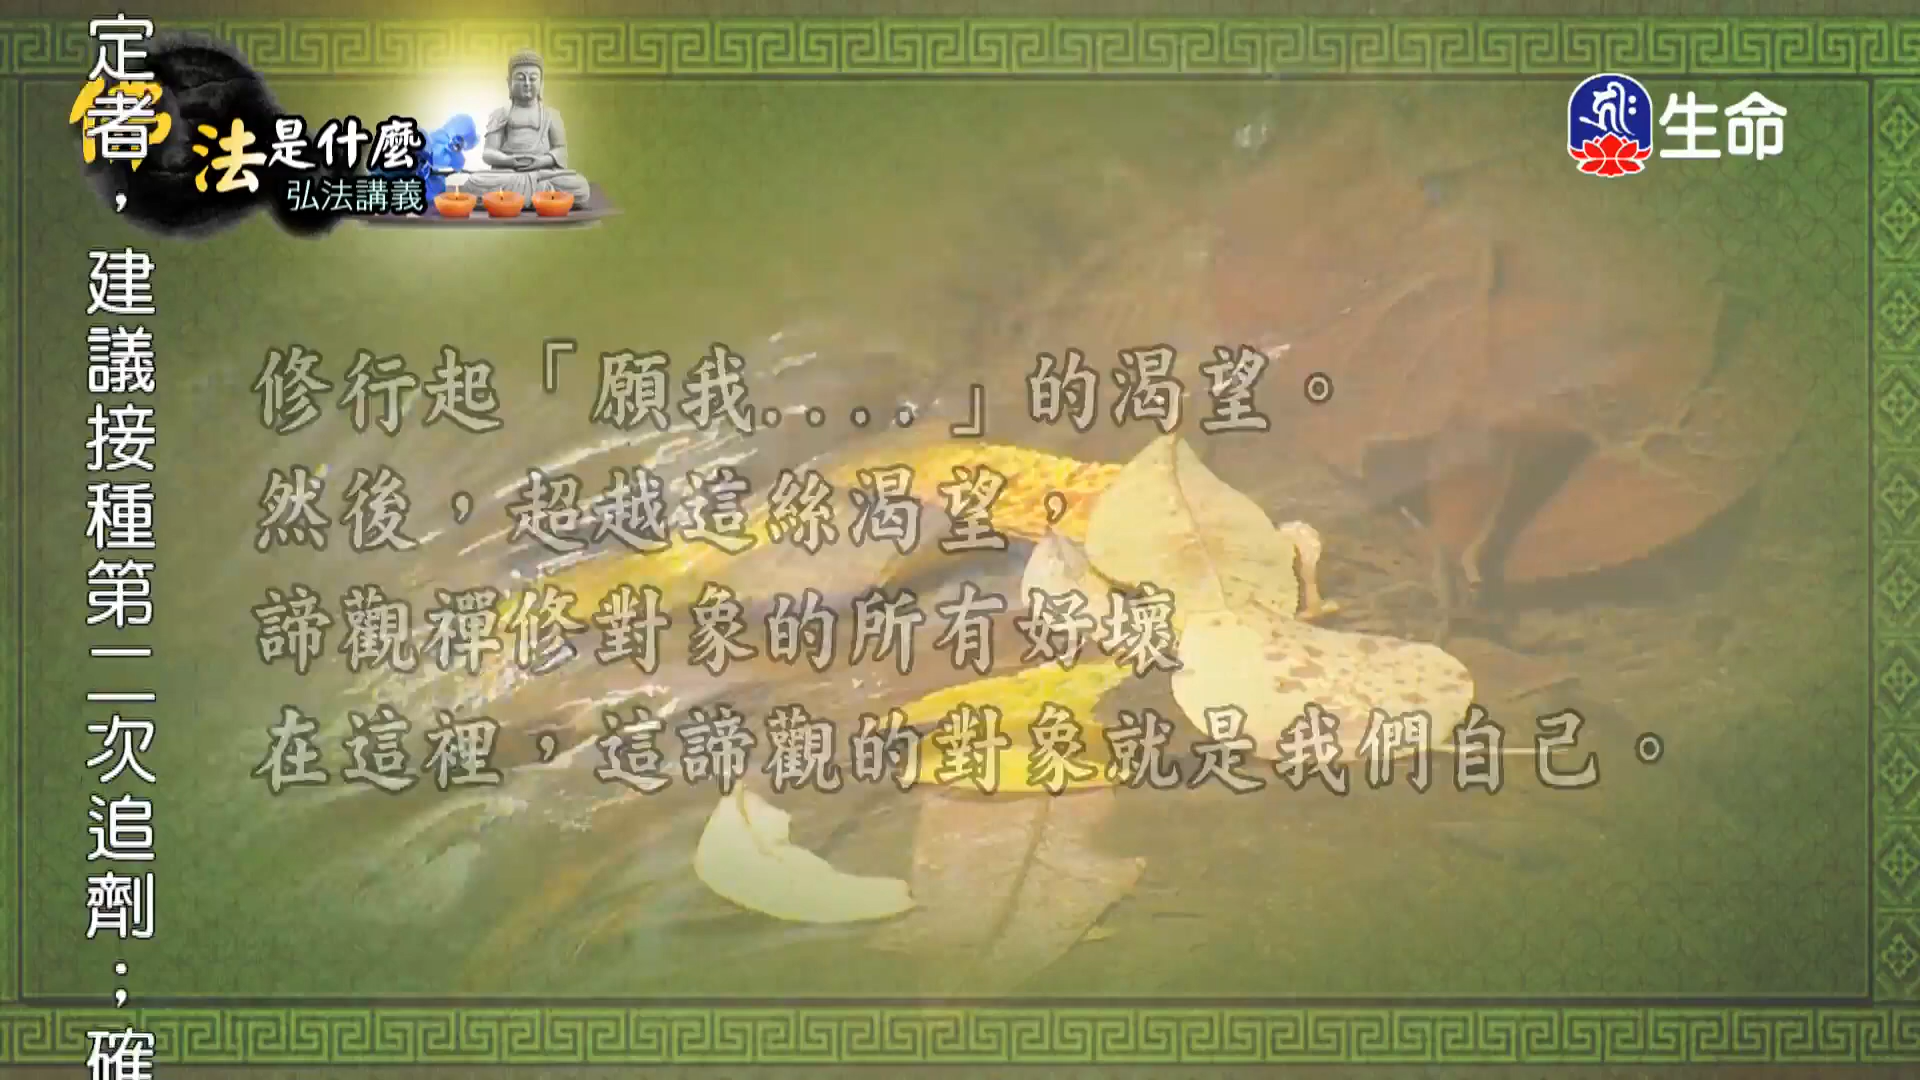 佛法是什麼
弘法講義
生命
定者，建議接種第二次追加劑；確
修行起「願我....」的渴望。
然後，超越這絲渴望，
諦觀禪修對象的所有好壞
在這裡，這諦觀的對象就是我們自己。